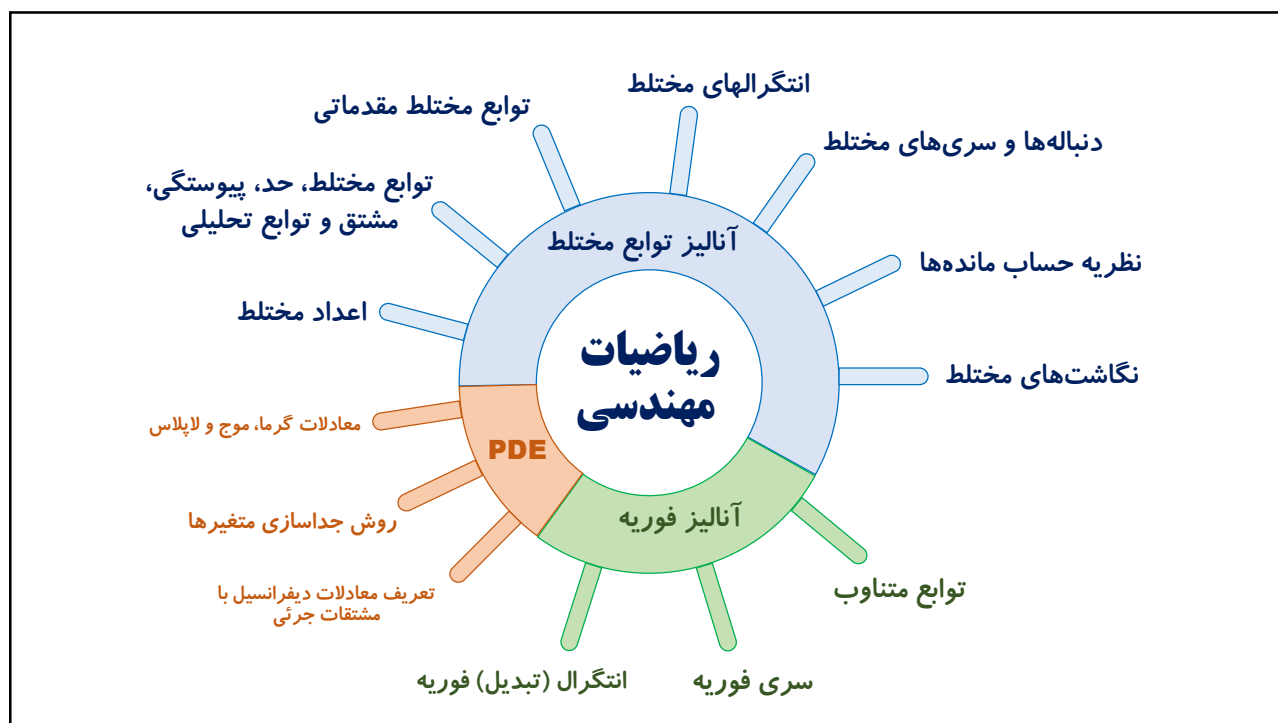 انتگرالهای مختلط
توابع مختلط مقدماتی
دنباله‌ها و سری‌های مختلط
توابع مختلط، حد، پیوستگی،
مشتق و توابع تحلیلی
آنالیز توابع مختلط
نظریه حساب مانده‌ها
اعداد مختلط
ریاضیات
مهندسی
نگاشت‌های مختلط
معادلات گرما، موج و لاپلاس
PDE
روش جداسازی متغیرها
آنالیز فوریه
تعریف معادلات دیفرانسیل با
مشتقات جرئی
توابع متناوب
سری فوریه
انتگرال (تبدیل) فوریه